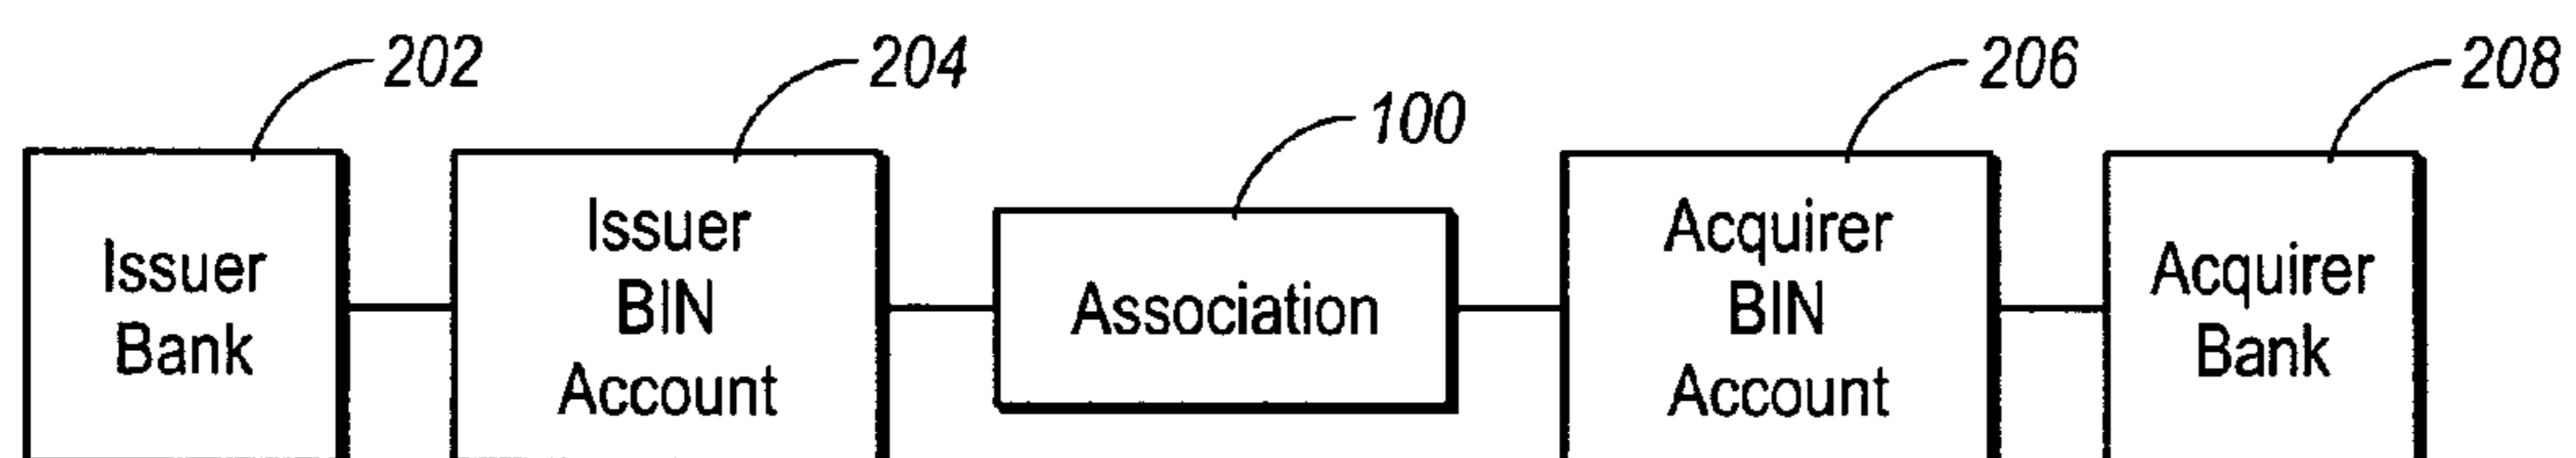 202
204
100
206
208
Issuer
Bank
Issuer
BIN
Account
Association
Acquirer
BIN
Account
Acquirer
Bank